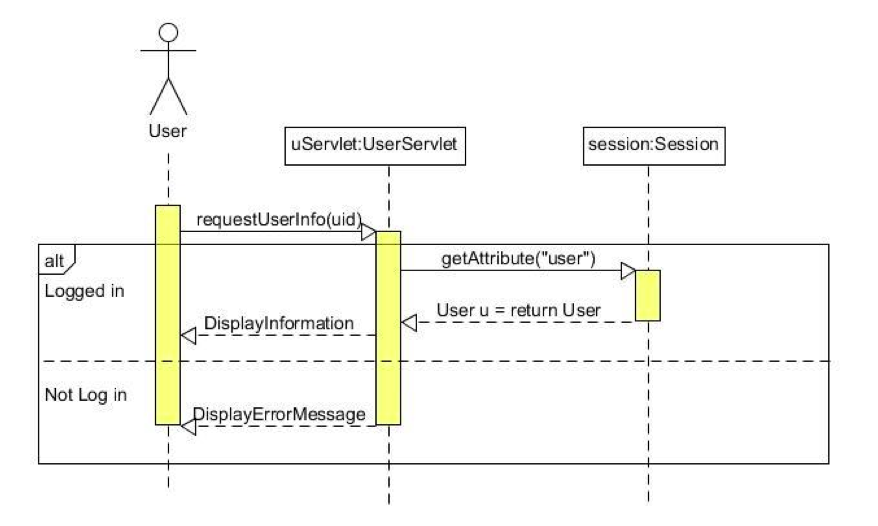 User
uServlet:UserServlet
session:Session
requestUserInfo(uid)
alt
getAttribute("user")
Logged in
User u = return User
DisplayInformation
Not Log in
DisplayErrorMessage